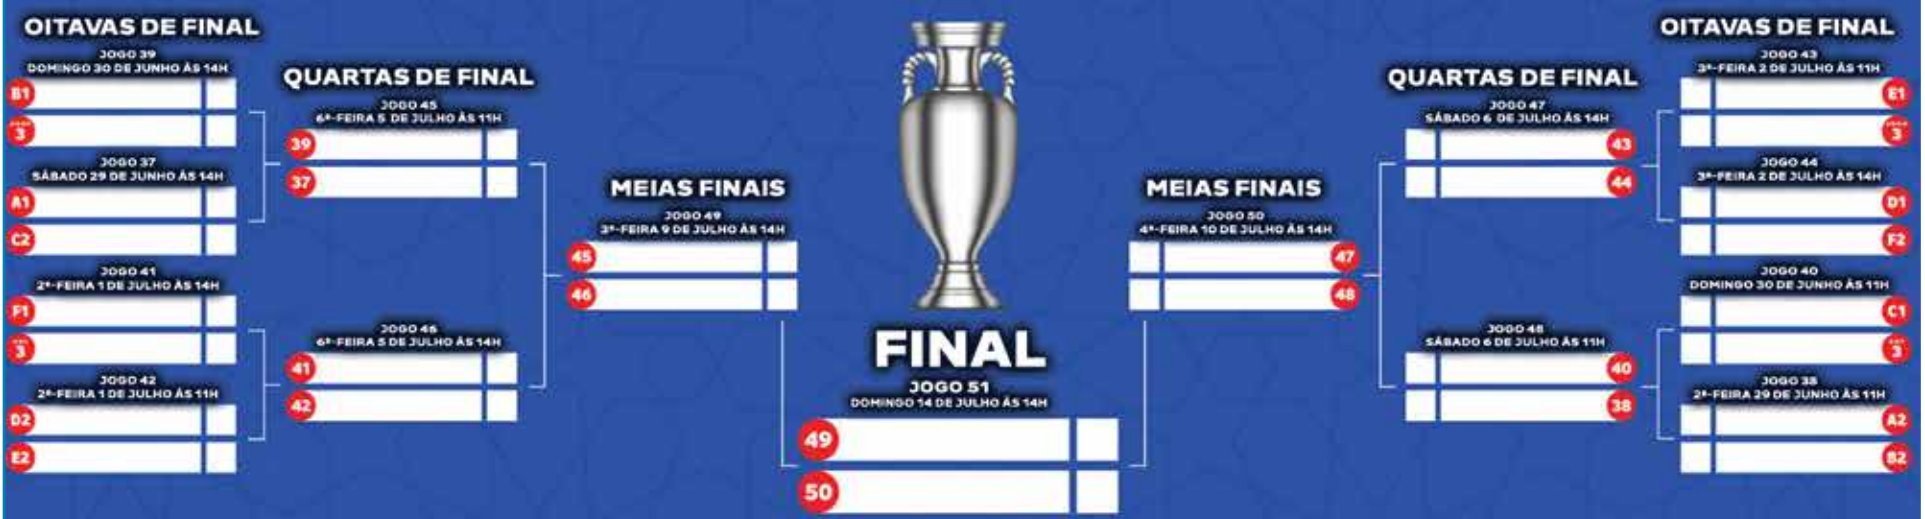 OITAVAS DE FINAL
JOGO 39
DOMINGO 30 DE JUNHO ÀS 14H
B1
3
JOGO 37
SÁBADO 29 DE JUNHO ÀS 14H
A1
C2
JOGO 41
2ª-FEIRA 1 DE JULHO ÀS 14H
F1
3
JOGO 42
2ª-FEIRA 1 DE JULHO ÀS 11H
D2
E2
QUARTAS DE FINAL
JOGO 45
6ª-FEIRA 5 DE JULHO ÀS 11H
39
37
JOGO 46
6ª-FEIRA 5 DE JULHO ÀS 14H
41
42
MEIAS FINAIS
JOGO 49
3ª-FEIRA 9 DE JULHO ÀS 14H
45
46
FINAL
JOGO 51
DOMINGO 14 DE JULHO ÀS 14H
49
50
MEIAS FINAIS
JOGO 50
4ª-FEIRA 10 DE JULHO ÀS 14H
47
48
QUARTAS DE FINAL
JOGO 47
SÁBADO 6 DE JULHO ÀS 14H
43
44
JOGO 48
SÁBADO 6 DE JULHO ÀS 11H
40
38
OITAVAS DE FINAL
JOGO 43
3ª-FEIRA 2 DE JULHO ÀS 11H
E1
3
JOGO 44
3ª-FEIRA 2 DE JULHO ÀS 14H
D1
F2
JOGO 40
DOMINGO 30 DE JUNHO ÀS 11H
C1
3
JOGO 38
2ª-FEIRA 29 DE JUNHO ÀS 11H
A2
B2